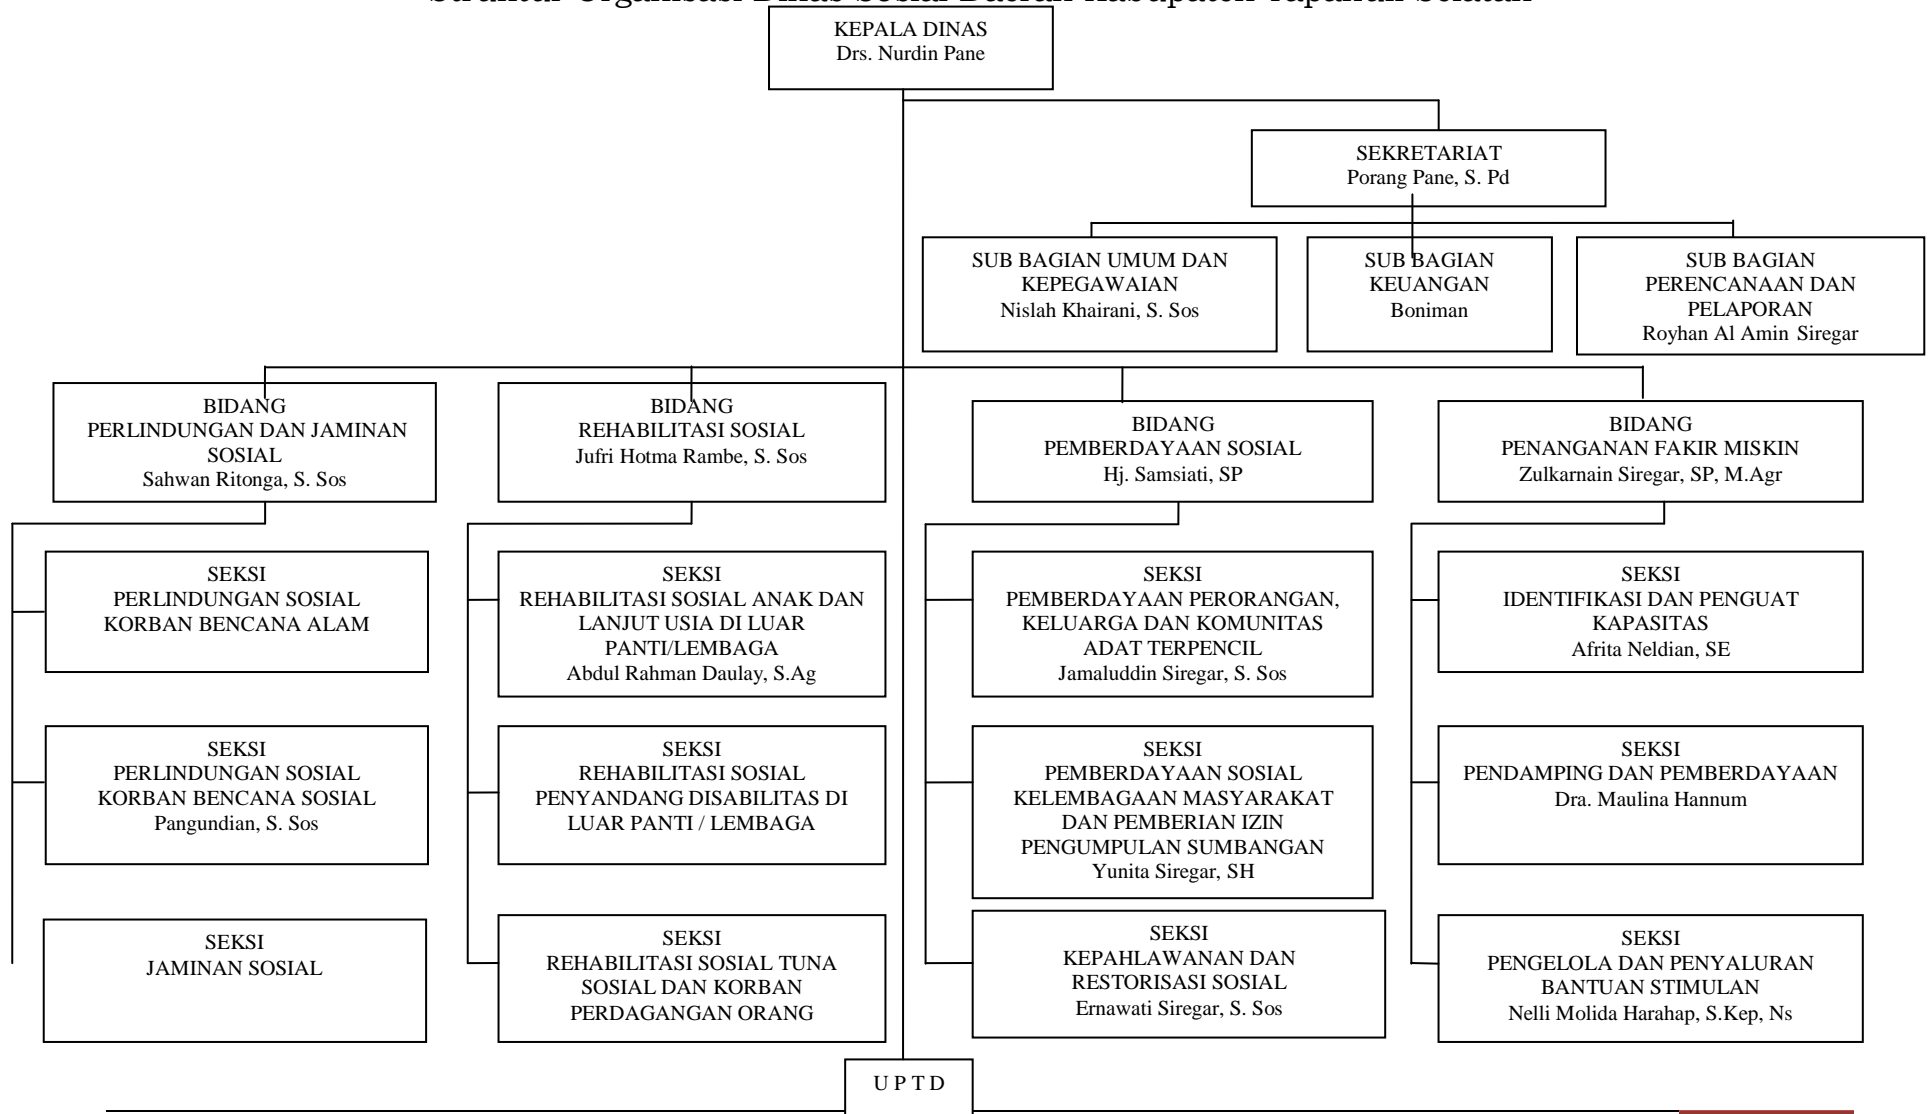 Struktur Organisasi Dinas Sosial Daerah Kabupaten Tapanuli Selatan
KEPALA DINAS
Drs. Nurdin Pane
SEKRETARIAT
Porang Pane, S. Pd
SUB BAGIAN UMUM DAN
KEPEGAWAIAN
Nislah Khairani, S. Sos
SUB BAGIAN
KEUANGAN
Boniman
SUB BAGIAN
PERENCANAAN DAN
PELAPORAN
Royhan Al Amin Siregar
BIDANG
PERLINDUNGAN DAN JAMINAN
SOSIAL
Sahwan Ritonga, S. Sos
BIDANG
REHABILITASI SOSIAL
Jufri Hotma Rambe, S. Sos
BIDANG
PEMBERDAYAAN SOSIAL
Hj. Samsiati, SP
BIDANG
PENANGANAN FAKIR MISKIN
Zulkarnain Siregar, SP, M.Agr
SEKSI
PERLINDUNGAN SOSIAL
KORBAN BENCANA ALAM
SEKSI
REHABILITASI SOSIAL ANAK DAN
LANJUT USIA DI LUAR
PANTI/LEMBAGA
Abdul Rahman Daulay, S.Ag
SEKSI
PEMBERDAYAAN PERORANGAN,
KELUARGA DAN KOMUNITAS
ADAT TERPENCIL
Jamaluddin Siregar, S. Sos
SEKSI
IDENTIFIKASI DAN PENGUAT
KAPASITAS
Afrita Neldian, SE
SEKSI
PERLINDUNGAN SOSIAL
KORBAN BENCANA SOSIAL
Pangundian, S. Sos
SEKSI
REHABILITASI SOSIAL
PENYANDANG DISABILITAS DI
LUAR PANTI / LEMBAGA
SEKSI
PEMBERDAYAAN SOSIAL
KELEMBAGAAN MASYARAKAT
DAN PEMBERIAN IZIN
PENGUMPULAN SUMBANGAN
Yunita Siregar, SH
SEKSI
PENDAMPING DAN PEMBERDAYAAN
Dra. Maulina Hannum
SEKSI
JAMINAN SOSIAL
SEKSI
REHABILITASI SOSIAL TUNA
SOSIAL DAN KORBAN
PERDAGANGAN ORANG
SEKSI
KEPAHLAWANAN DAN
RESTORISASI SOSIAL
Ernawati Siregar, S. Sos
SEKSI
PENGELOLA DAN PENYALURAN
BANTUAN STIMULAN
Nelli Molida Harahap, S.Kep, Ns
U P T D